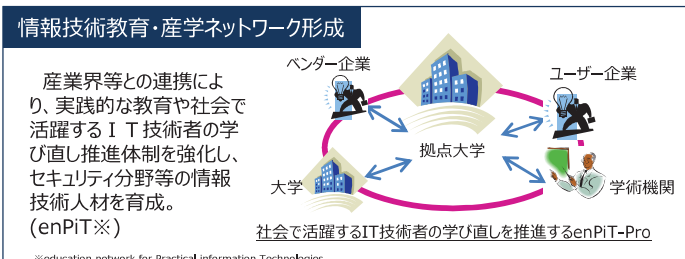 情報技術教育・産学ネットワーク形成
産業界等との連携によ
り、実践的な教育や社会で
活躍するＩＴ技術者の学
び直し推進体制を強化し、
セキュリティ分野等の情報
技術人材を育成。
(enPiT※)
ベンダー企業
ユーザー企業
拠点大学
大学
学術機関
社会で活躍するIT技術者の学び直しを推進するenPiT-Pro
※education network for Practical information Technologies